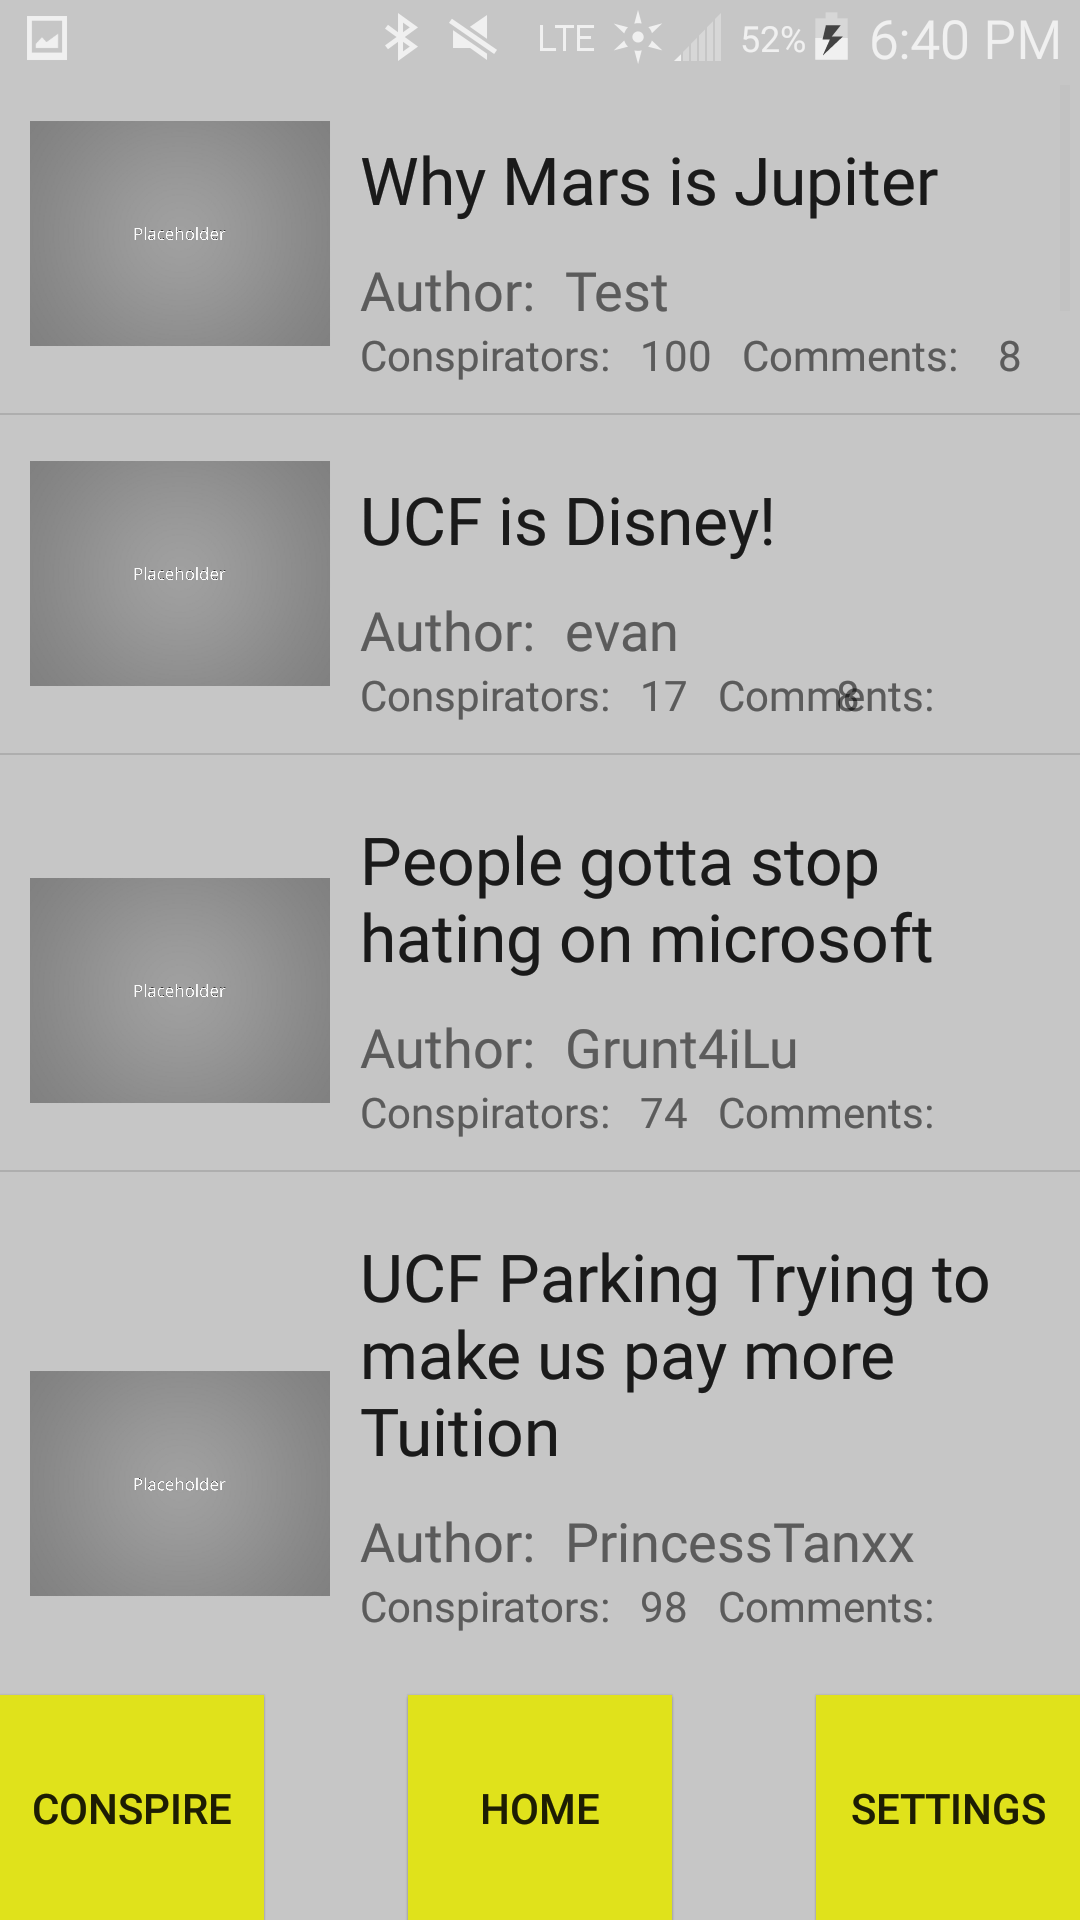 LTE 52% 6:40 PM
Placeholder
Why Mars is Jupiter
Author: Test
Conspirators: 100 Comments: 8
Placeholder
UCF is Disney!
Author: evan
Conspirators: 17 Comments: 8
Placeholder
People gotta stop
hating on microsoft
Author: Grunt4iLu
Conspirators: 74 Comments:
Placeholder
UCF Parking Trying to
make us pay more
Tuition
Author: PrincessTanxx
Conspirators: 98 Comments:
CONSPIRE HOME SETTINGS